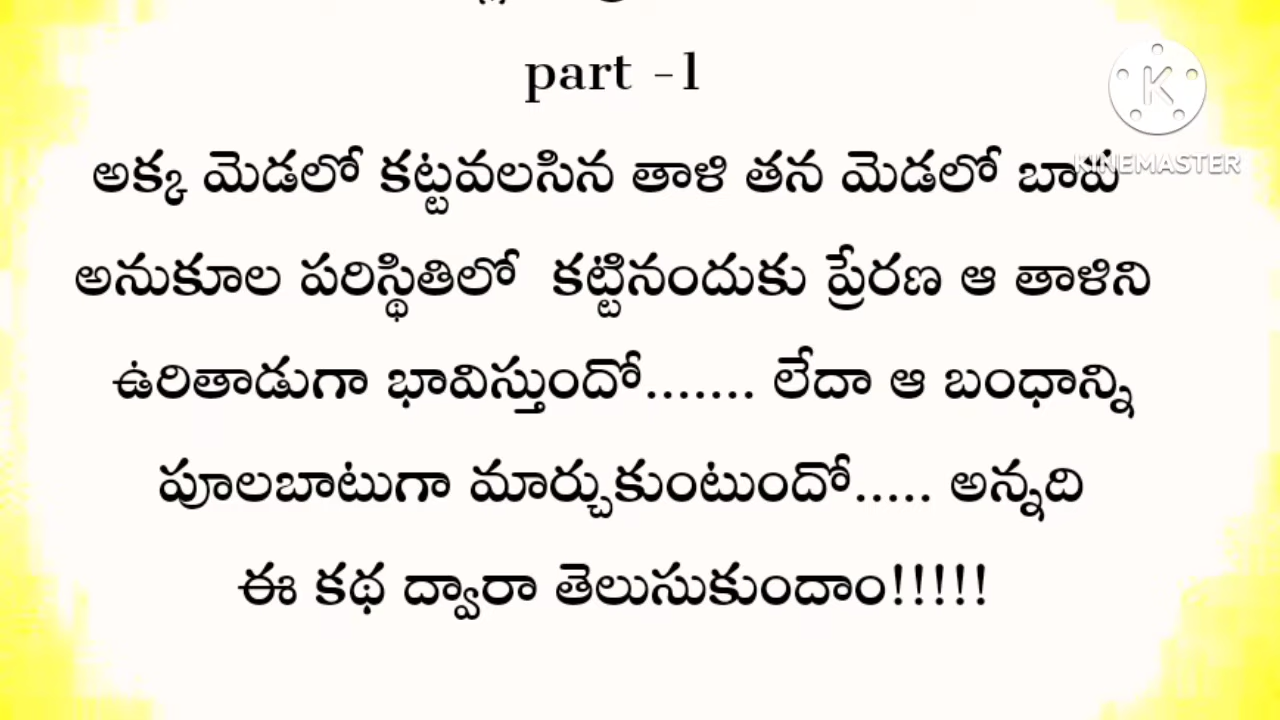 part -1
అక్క మెడలో కట్టవలసిన తాళి తన మెడలో బావ
KINEMASTER
అనుకూల పరిస్థితిలో కట్టినందుకు ప్రేరణ ఆ తాళిని
ఉరితాడుగా భావిస్తుందో....... లేదా ఆ బంధాన్ని
పూలబాటుగా మార్చుకుంటుందో..... అన్నది
ఈ కథ ద్వారా తెలుసుకుందాం!!!!!